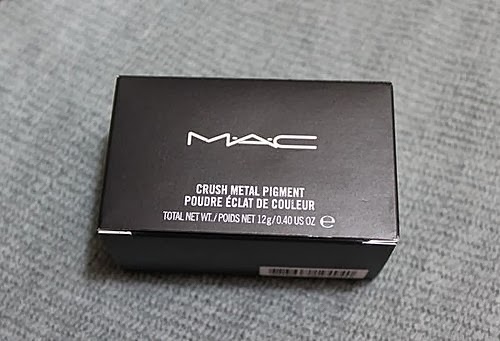 M·A·C
CRUSH METAL PIGMENT
POUDRE ÉCLAT DE COULEUR
TOTAL NET WT./POIDS NET 12g/0.40 US OZ ℮